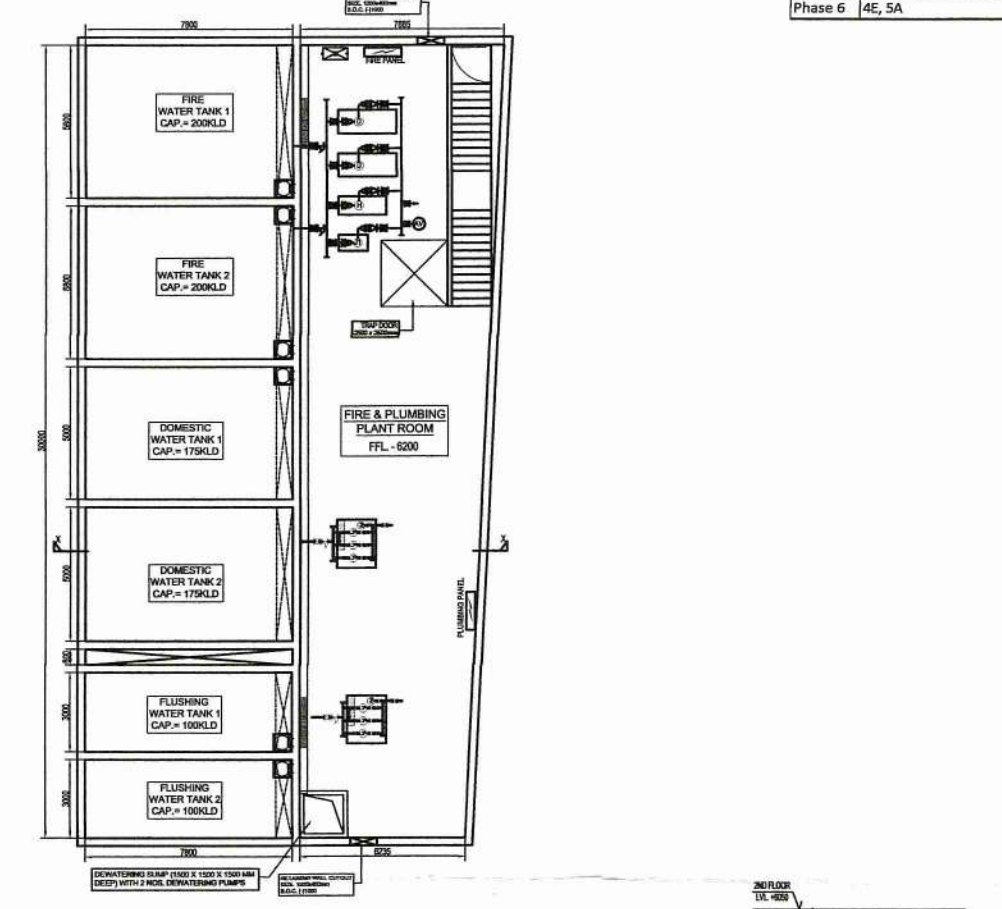 Phase 6 4E, 5A
7800
7885
FIRE PANEL
FIRE
WATER TANK 1
CAP.= 200KLD
FIRE
WATER TANK 2
CAP.= 200KLD
TRAP DOOR
30000
5000
DOMESTIC
WATER TANK 1
CAP.= 175KLD
FIRE & PLUMBING
PLANT ROOM
FFL. - 6200
X
X
5000
DOMESTIC
WATER TANK 2
CAP.= 175KLD
PLUMBING PANEL
500
3000
FLUSHING
WATER TANK 1
CAP.= 100KLD
3000
FLUSHING
WATER TANK 2
CAP.= 100KLD
7800
6235
DEWATERING SUMP (1500 X 1500 X 1500 MM
DEEP) WITH 2 NOS. DEWATERING PUMPS
2ND FLOOR
LVL. +6050